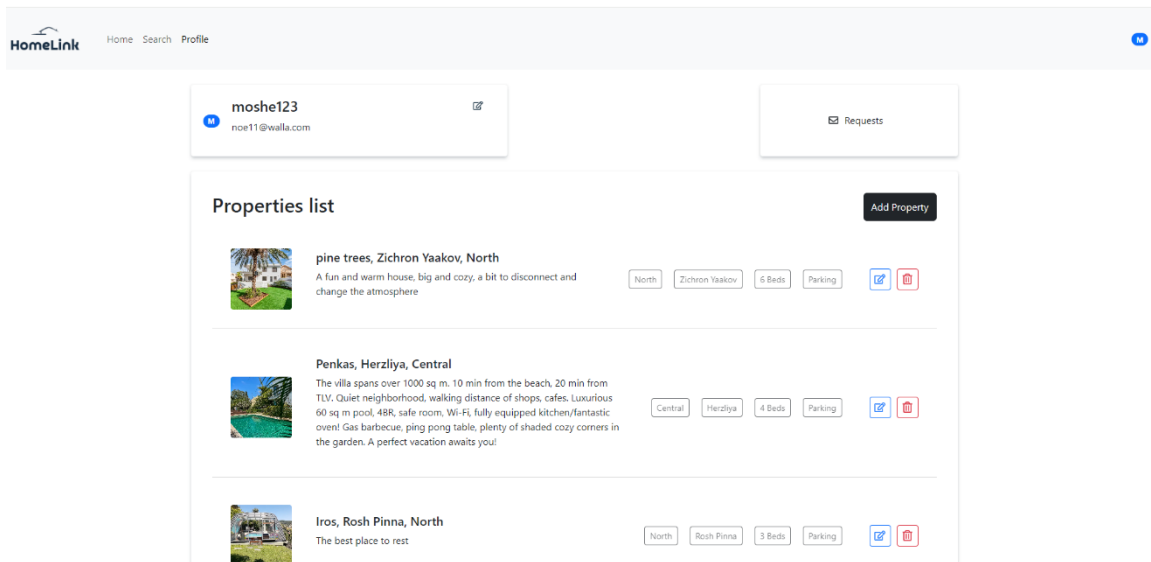 HomeLink
Home Search Profile
M
M
moshe123
noe11@walla.com
Requests
Properties list
Add Property
pine trees, Zichron Yaakov, North
A fun and warm house, big and cozy, a bit to disconnect and
change the atmosphere
North Zichron Yaakov 6 Beds Parking
Penkas, Herzliya, Central
The villa spans over 1000 sq m. 10 min from the beach, 20 min from
TLV. Quiet neighborhood, walking distance of shops, cafes. Luxurious
60 sq m pool, 4BR, safe room, Wi-Fi, fully equipped kitchen/fantastic
oven! Gas barbecue, ping pong table, plenty of shaded cozy corners in
the garden. A perfect vacation awaits you!
Central Herzliya 4 Beds Parking
Iros, Rosh Pinna, North
The best place to rest
North Rosh Pinna 3 Beds Parking